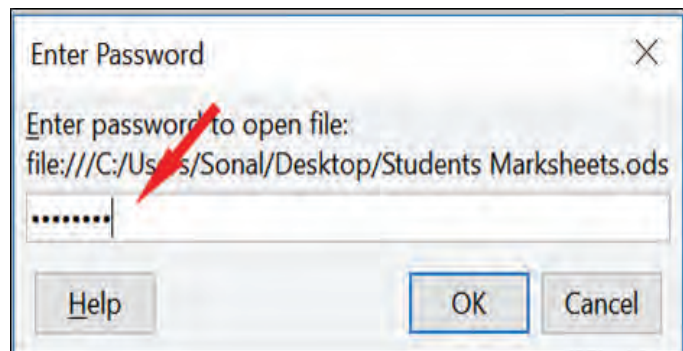 Enter Password
Enter password to open file:
file:///C:/Users/Sonal/Desktop/Students Marksheets.ods
••••••••
Help
OK
Cancel